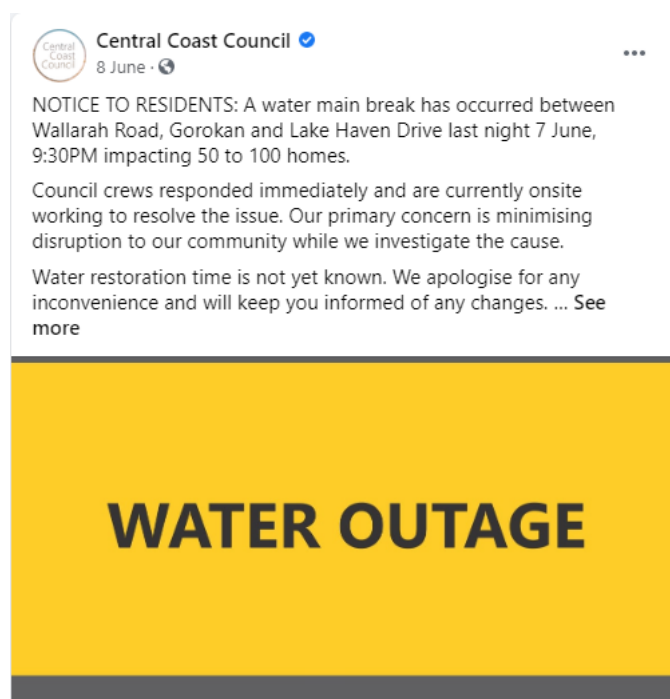 Central
Coast
Council
Central Coast Council
8 June ·
NOTICE TO RESIDENTS: A water main break has occurred between
Wallarah Road, Gorokan and Lake Haven Drive last night 7 June,
9:30PM impacting 50 to 100 homes.
Council crews responded immediately and are currently onsite
working to resolve the issue. Our primary concern is minimising
disruption to our community while we investigate the cause.
Water restoration time is not yet known. We apologise for any
inconvenience and will keep you informed of any changes. ... See
more
WATER OUTAGE